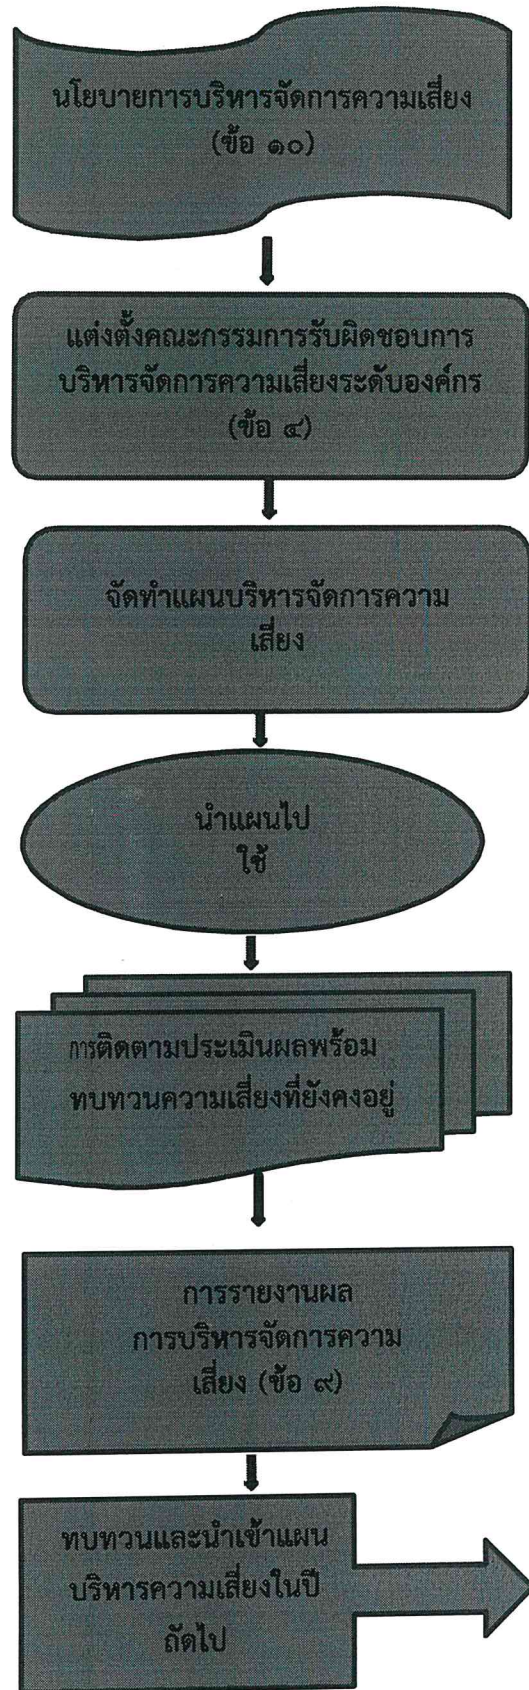 นโยบายการบริหารจัดการความเสี่ยง
(ข้อ ๑๐)
แต่งตั้งคณะกรรมการรับผิดชอบการ
บริหารจัดการความเสี่ยงระดับองค์กร
(ข้อ ๔)
จัดทำแผนบริหารจัดการความ
เสี่ยง
นำแผนไป
ใช้
การติดตามประเมินผลพร้อม
ทบทวนความเสี่ยงที่ยังคงอยู่
การรายงานผล
การบริหารจัดการความ
เสี่ยง (ข้อ ๙)
ทบทวนและนำเข้าแผน
บริหารความเสี่ยงในปี
ถัดไป